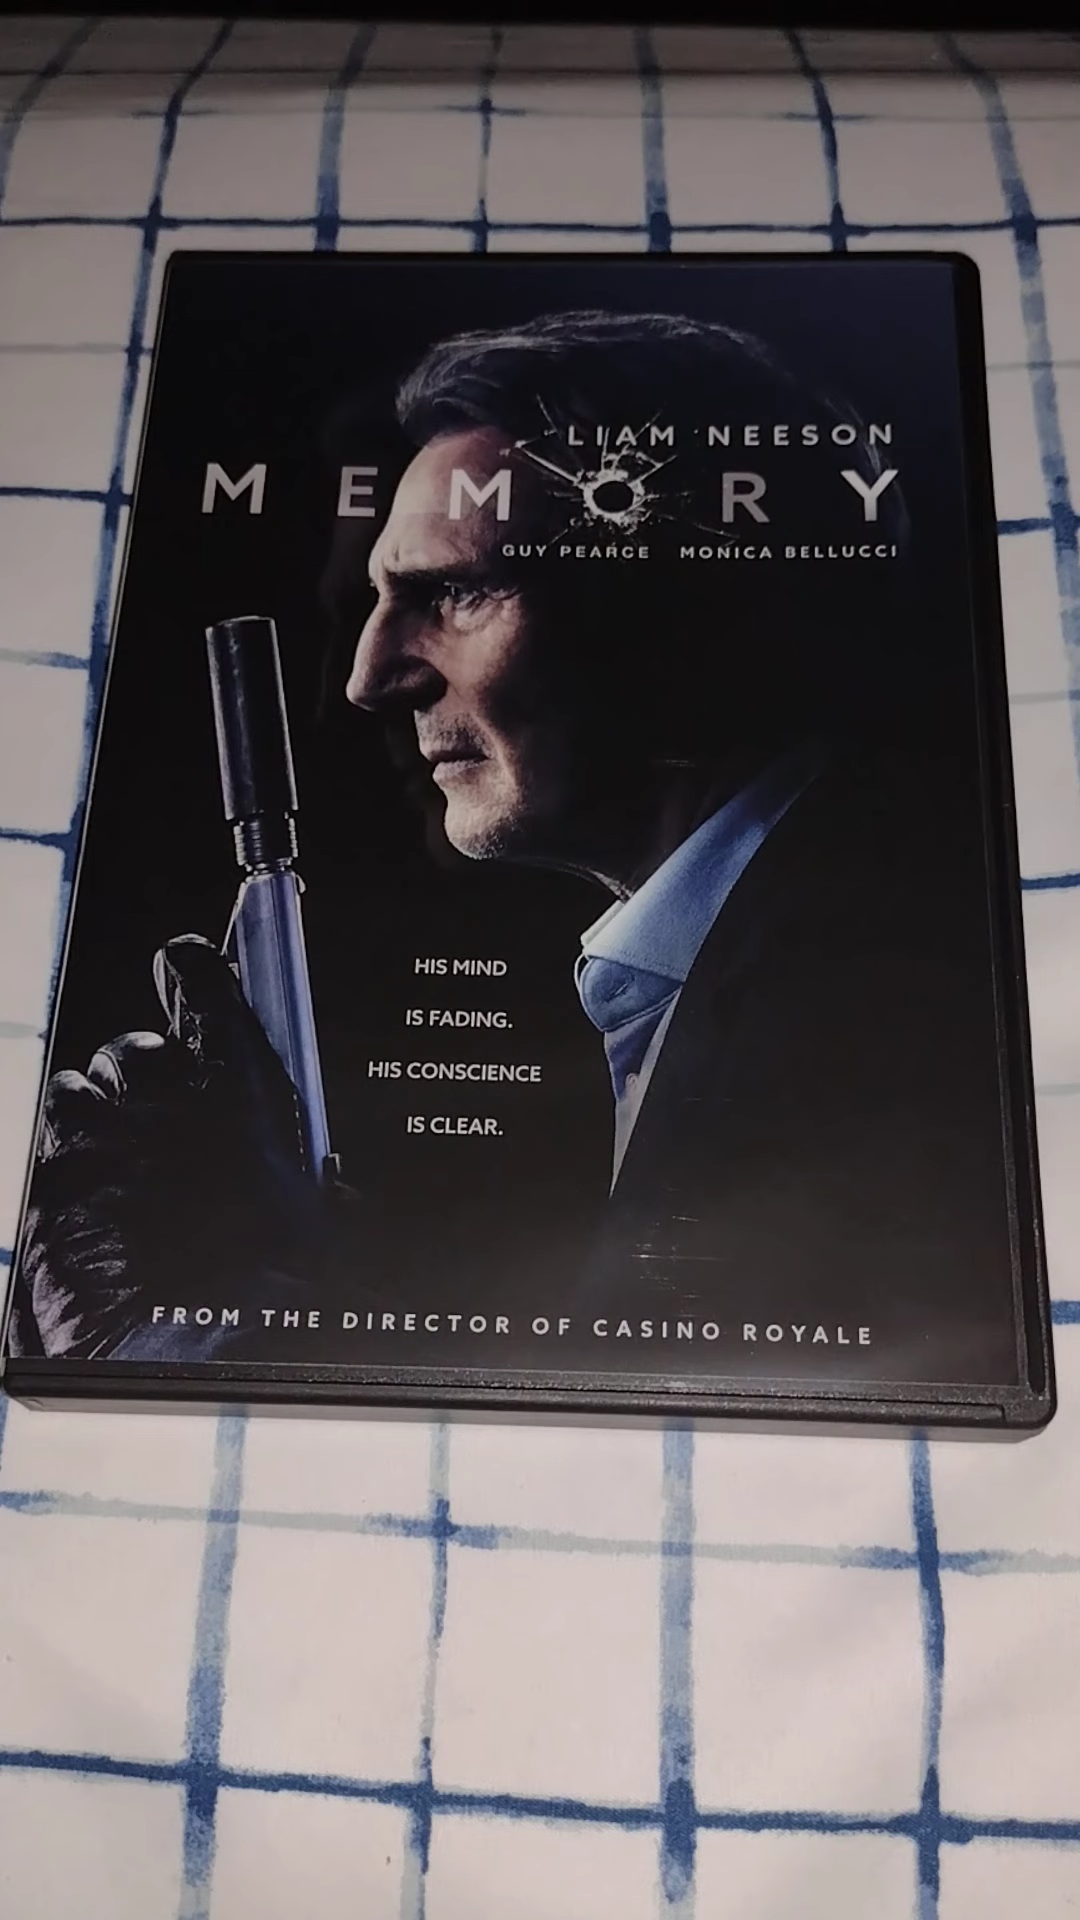 LIAM NEESON
MEMORY
GUY PEARCE MONICA BELLUCCI
HIS MIND
IS FADING.
HIS CONSCIENCE
IS CLEAR.
FROM THE DIRECTOR OF CASINO ROYALE